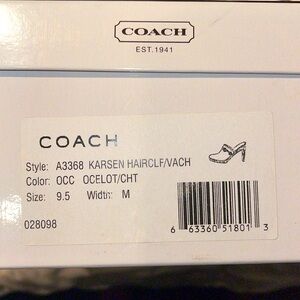 COACH
EST. 1941
COACH
Style: A3368 KARSEN HAIRCLF/VACH
Color: OCC OCELOT/CHT
Size: 9.5 Width: M
028098
6 63360 51801 3